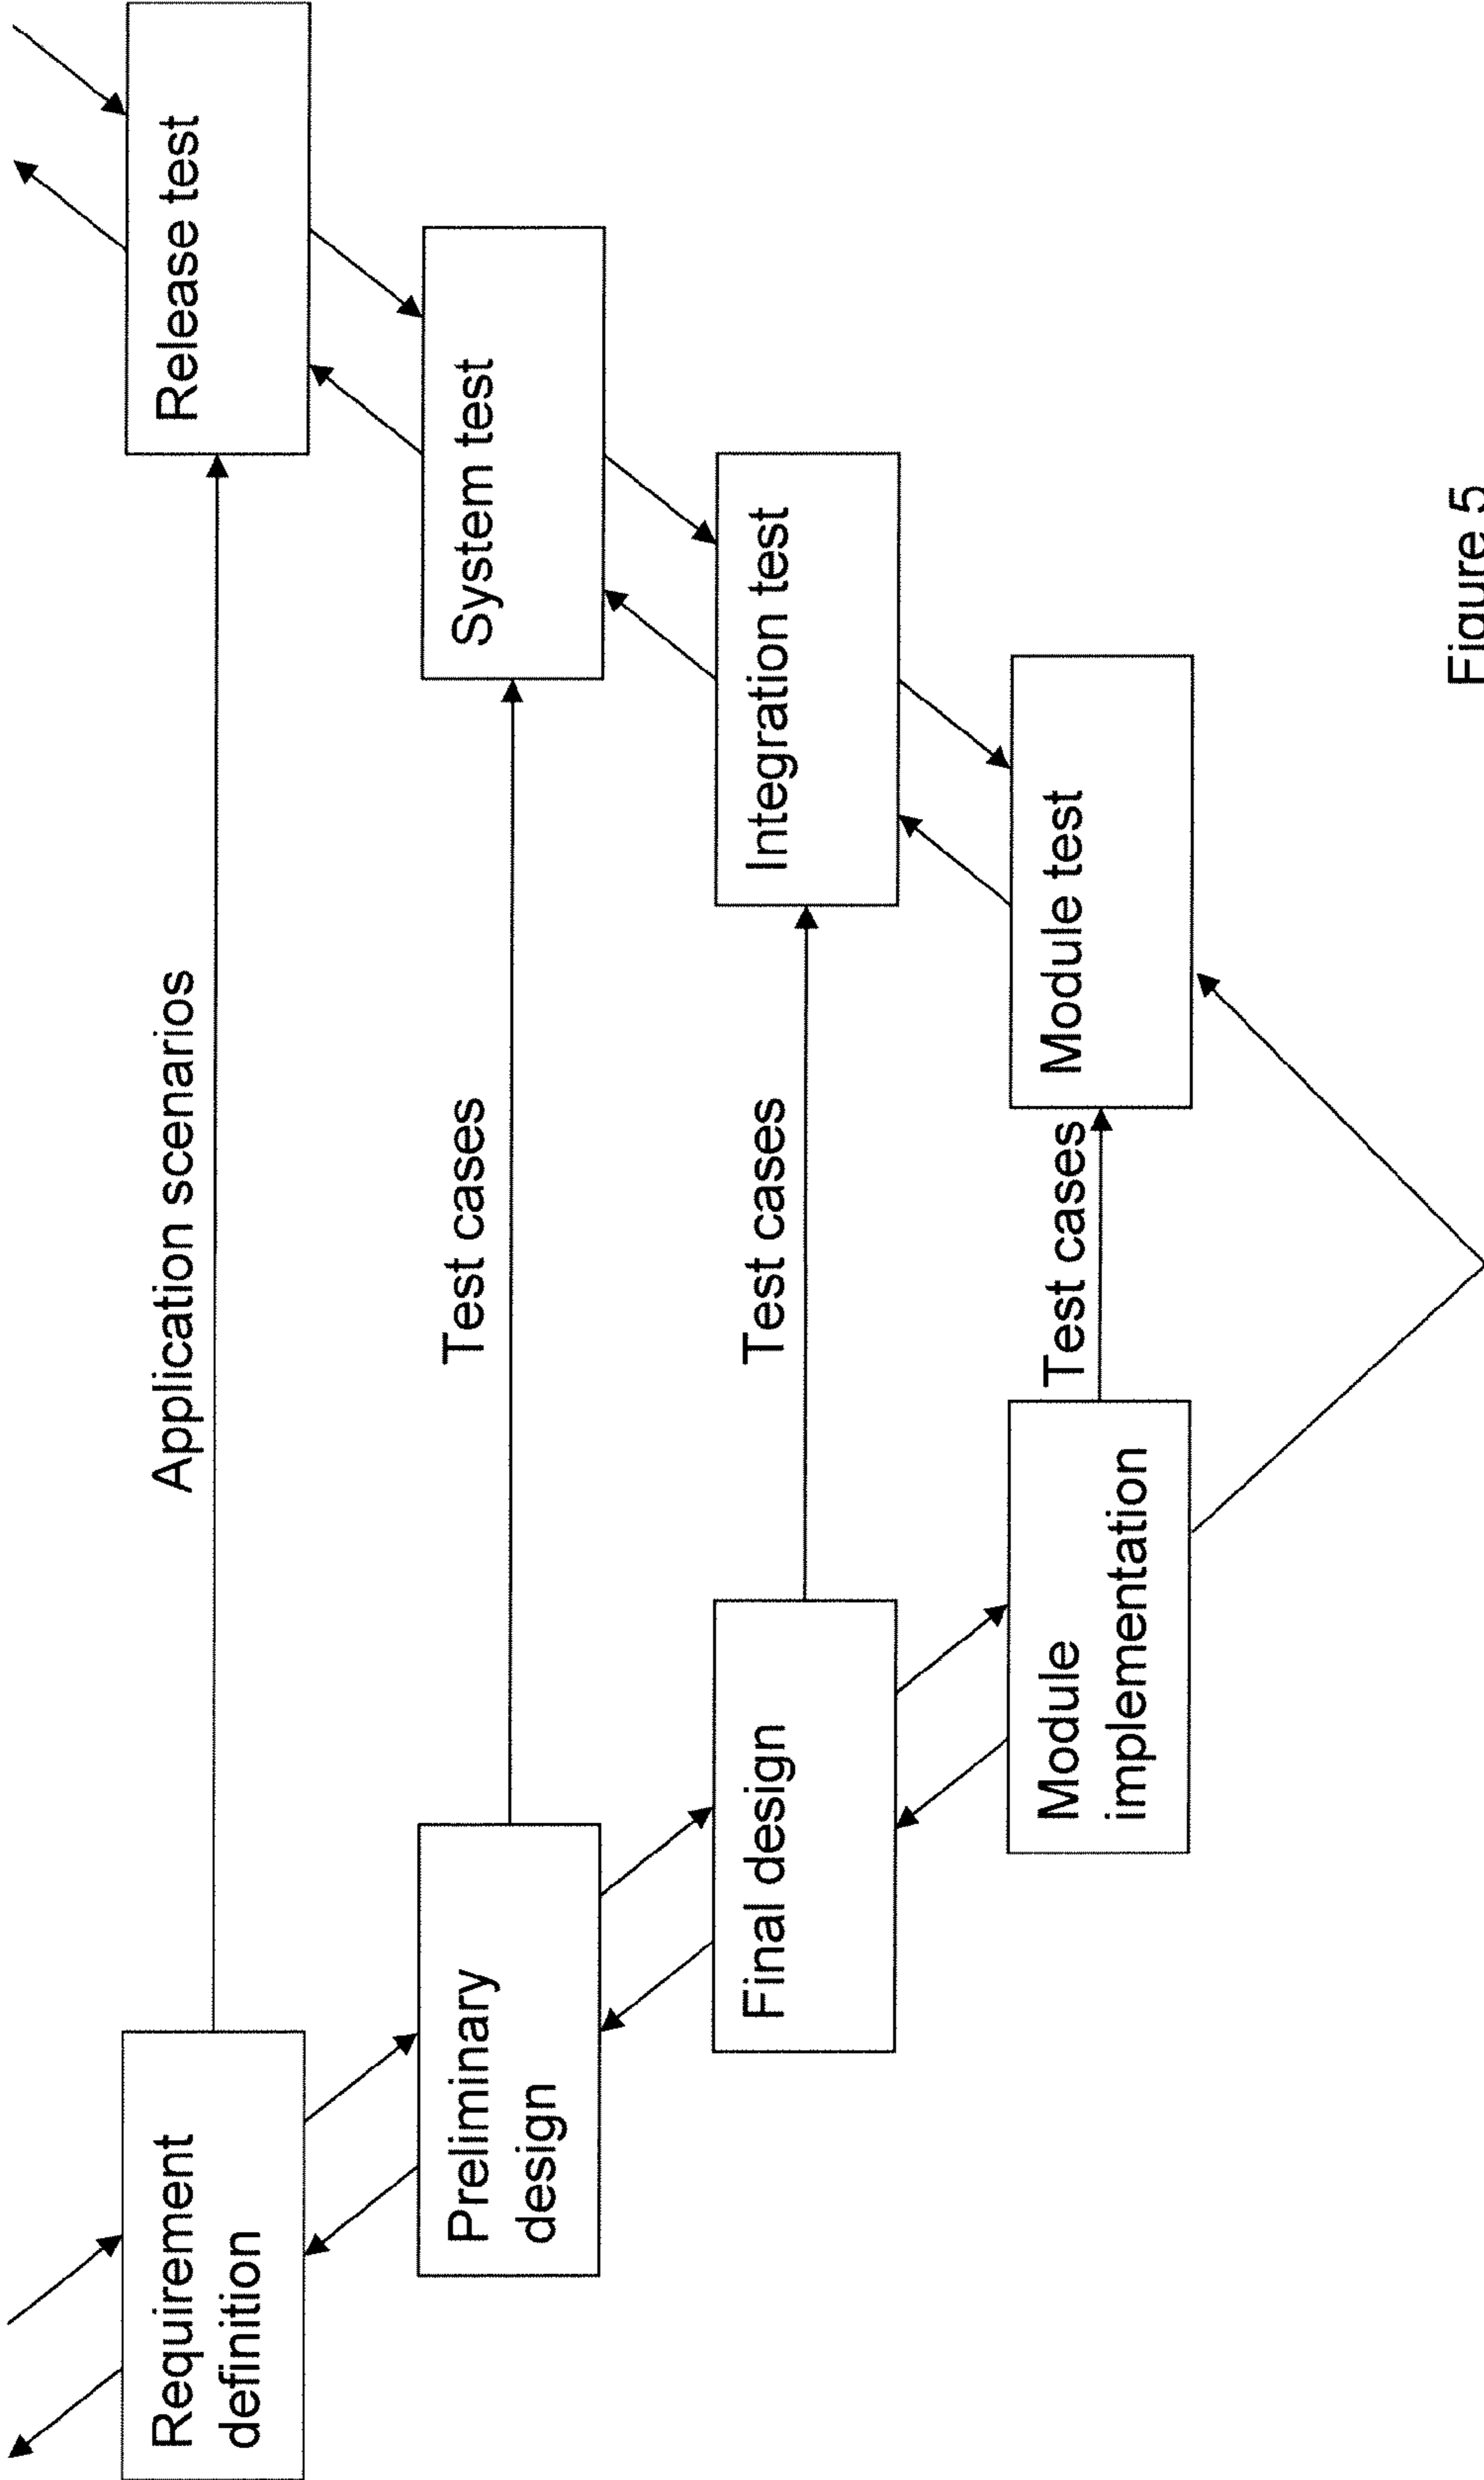 Application scenarios
Requirement
definition
Release test
Test cases
Preliminary
design
System test
Test cases
Final design
Integration test
Test cases
Module
implementation
Module test
Figure 5